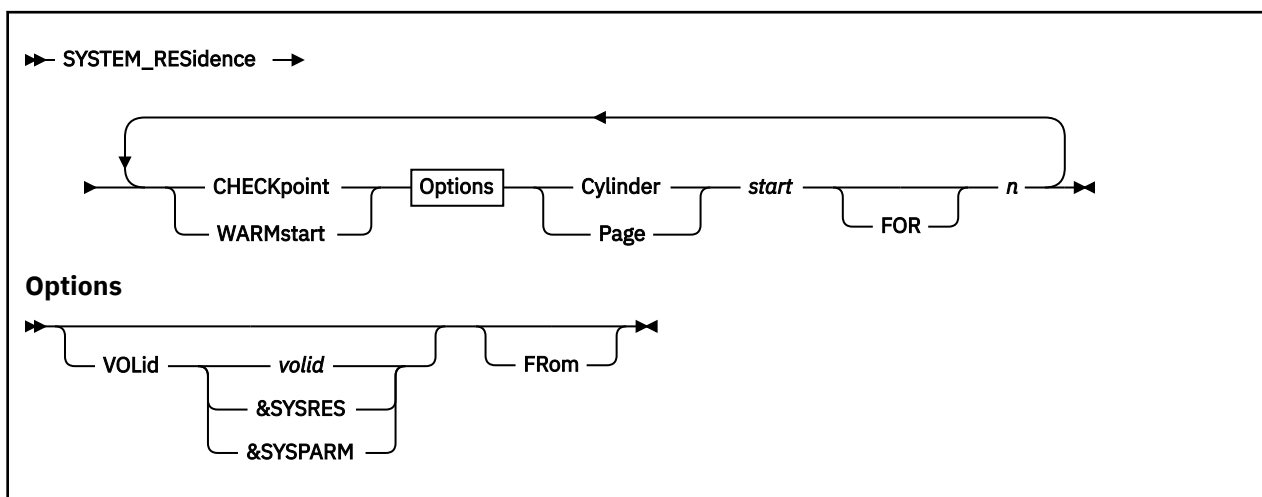 SYSTEM_RESidence
CHECKpoint Options Cylinder start n
WARMstart Page FOR
Options
VOLid volid FRom
&SYSRES
&SYSPARM